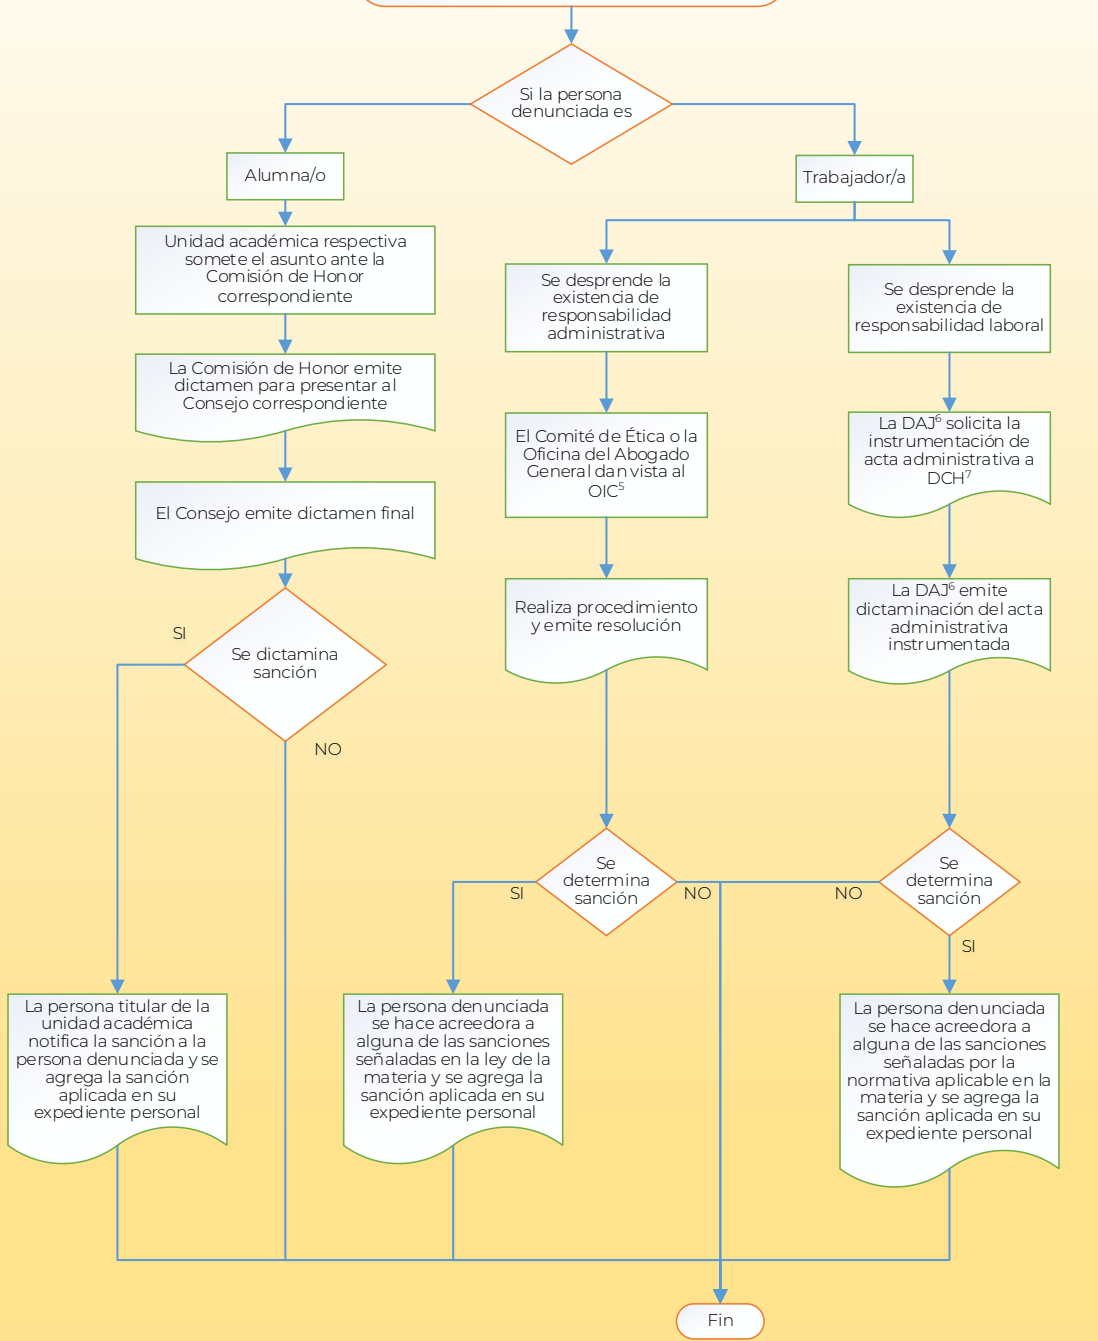 Si la persona
denunciada es
Alumna/o
Trabajador/a
Unidad académica respectiva
somete el asunto ante la
Comisión de Honor
correspondiente
La Comisión de Honor emite
dictamen para presentar al
Consejo correspondiente
El Consejo emite dictamen final
Se dictamina
sanción
SI
NO
La persona titular de la
unidad académica
notifica la sanción a la
persona denunciada y se
agrega la sanción
aplicada en su
expediente personal
Se desprende la
existencia de
responsabilidad
administrativa
El Comité de Ética o la
Oficina del Abogado
General dan vista al
OIC⁵
Realiza procedimiento
y emite resolución
Se
determina
sanción
SI
NO
La persona denunciada
se hace acreedora a
alguna de las sanciones
señaladas en la ley de la
materia y se agrega la
sanción aplicada en su
expediente personal
Se desprende la
existencia de
responsabilidad laboral
La DAJ⁶ solicita la
instrumentación de
acta administrativa a
DCH⁷
La DAJ⁶ emite
dictaminación del acta
administrativa
instrumentada
Se
determina
sanción
NO
SI
La persona denunciada
se hace acreedora a
alguna de las sanciones
señaladas por la
normativa aplicable en la
materia y se agrega la
sanción aplicada en su
expediente personal
Fin